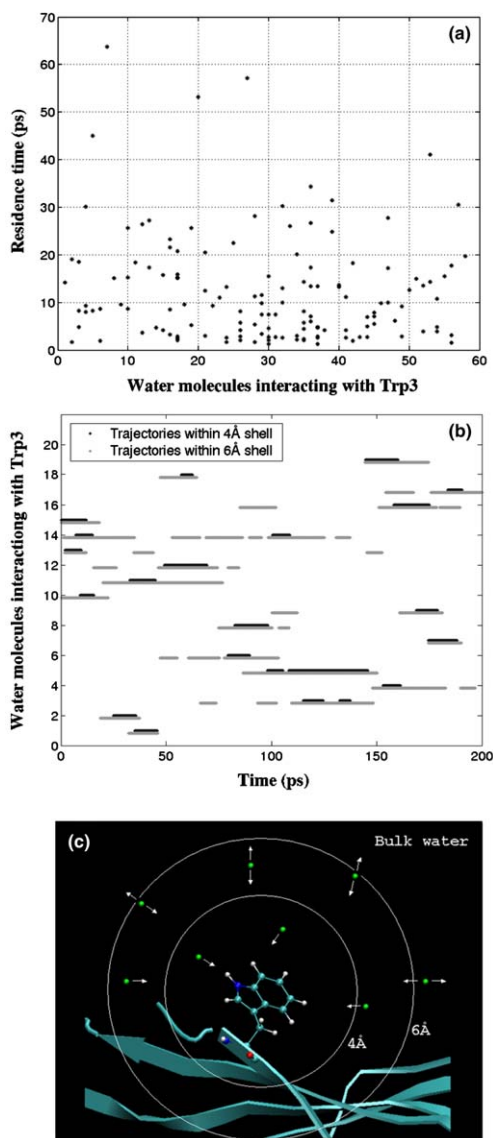 (a)
70
60
50
40
30
20
10
0
Residence time (ps)
0 10 20 30 40 50 60
Water molecules interacting with Trp3
(b)
Trajectories within 4Å shell
Trajectories within 6Å shell
20
18
16
14
12
10
8
6
4
2
0
Water molecules interactiong with Trp3
0 50 100 150 200
Time (ps)
(c)
Bulk water
4Å
6Å